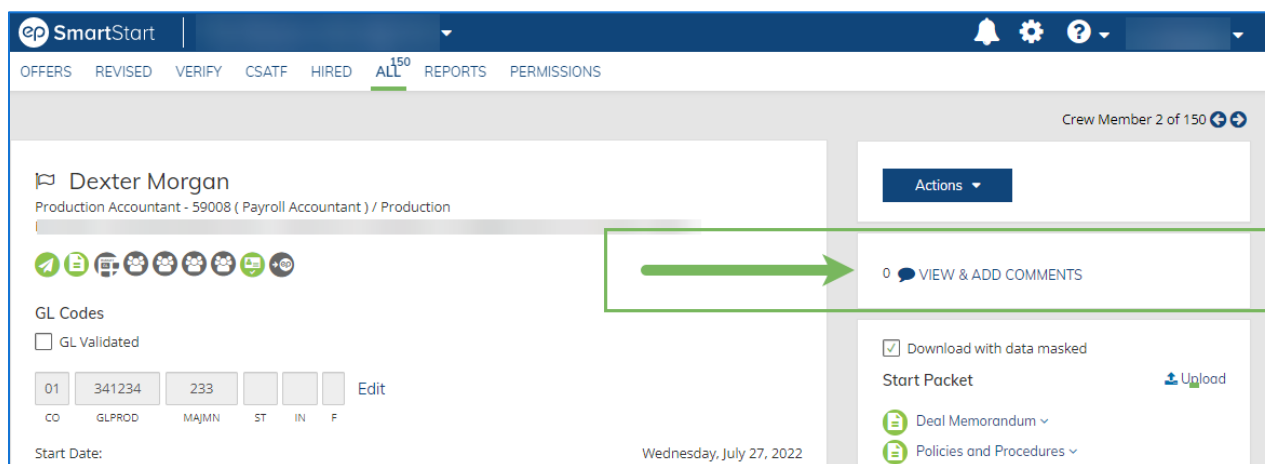 ep SmartStart
OFFERS REVISED VERIFY CSATF HIRED ALL 150 REPORTS PERMISSIONS
Crew Member 2 of 150
Dexter Morgan
Production Accountant - 59008 ( Payroll Accountant ) / Production
Actions
ep
0 VIEW & ADD COMMENTS
GL Codes
GL Validated
01 341234 233 Edit
CO GLPROD MAJMN ST IN F
Start Date: Wednesday, July 27, 2022
Download with data masked
Start Packet Upload
Deal Memorandum
Policies and Procedures